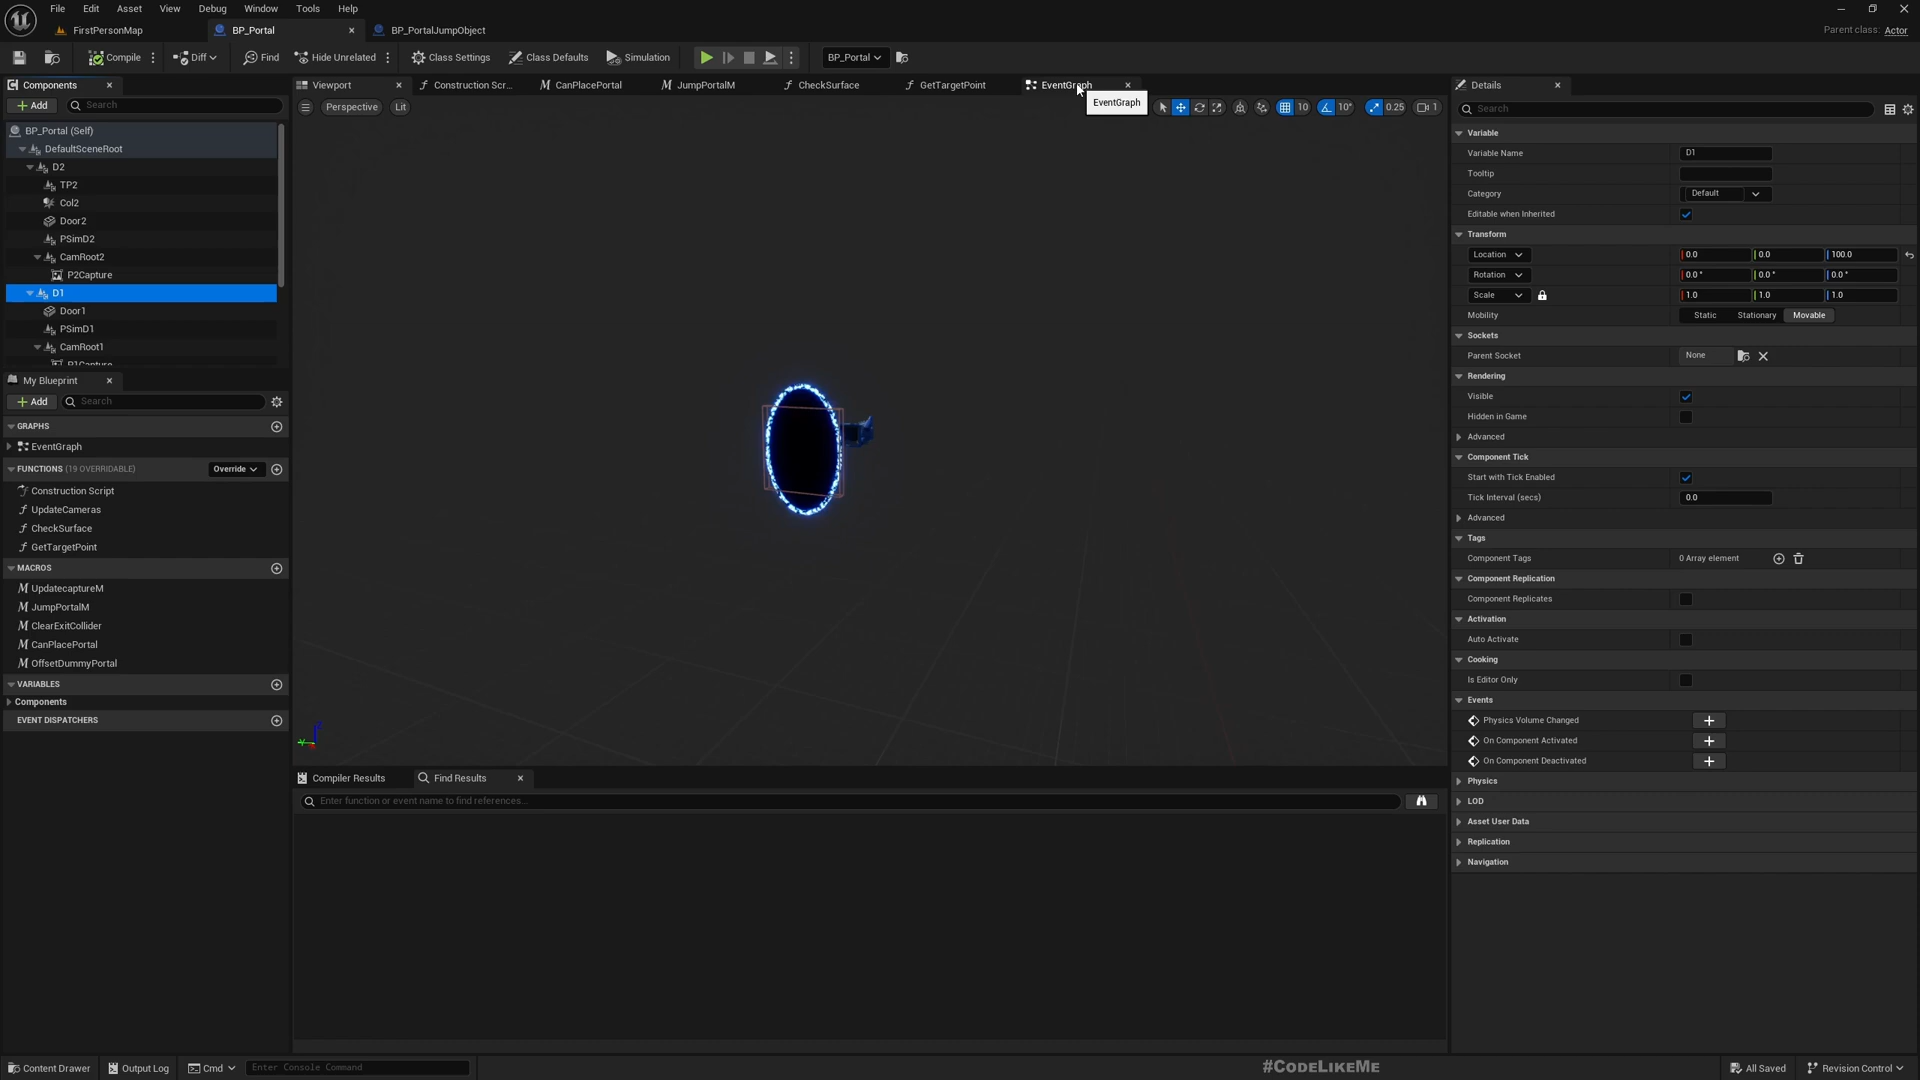 File Edit Asset View Debug Window Tools Help
FirstPersonMap BP_Portal BP_PortalJumpObject Parent class: Actor
Compile Diff Find Hide Unrelated Class Settings Class Defaults Simulation BP_Portal
Components
Add Search
BP_Portal (Self)
DefaultSceneRoot
D2
TP2
Col2
Door2
PSimD2
CamRoot2
P2Capture
D1
Door1
PSimD1
CamRoot1
P1Capture
My Blueprint
Add Search
GRAPHS
EventGraph
FUNCTIONS (19 OVERRIDABLE) Override
Construction Script
UpdateCameras
CheckSurface
GetTargetPoint
MACROS
UpdatecaptureM
JumpPortalM
ClearExitCollider
CanPlacePortal
OffsetDummyPortal
VARIABLES
Components
EVENT DISPATCHERS
Viewport Construction Scr... CanPlacePortal JumpPortalM CheckSurface GetTargetPoint EventGraph
EventGraph
Perspective Lit 10 10° 0.25 1
Compiler Results Find Results
Enter function or event name to find references...
Details
Search
Variable
Variable Name D1
Tooltip
Category Default
Editable when Inherited
Transform
Location 0.0 0.0 100.0
Rotation 0.0° 0.0° 0.0°
Scale 1.0 1.0 1.0
Mobility Static Stationary Movable
Sockets
Parent Socket None
Rendering
Visible
Hidden in Game
Advanced
Component Tick
Start with Tick Enabled
Tick Interval (secs) 0.0
Advanced
Tags
Component Tags 0 Array element
Component Replication
Component Replicates
Activation
Auto Activate
Cooking
Is Editor Only
Events
Physics Volume Changed
On Component Activated
On Component Deactivated
Physics
LOD
Asset User Data
Replication
Navigation
Content Drawer Output Log Cmd Enter Console Command #CODELIKEME All Saved Revision Control